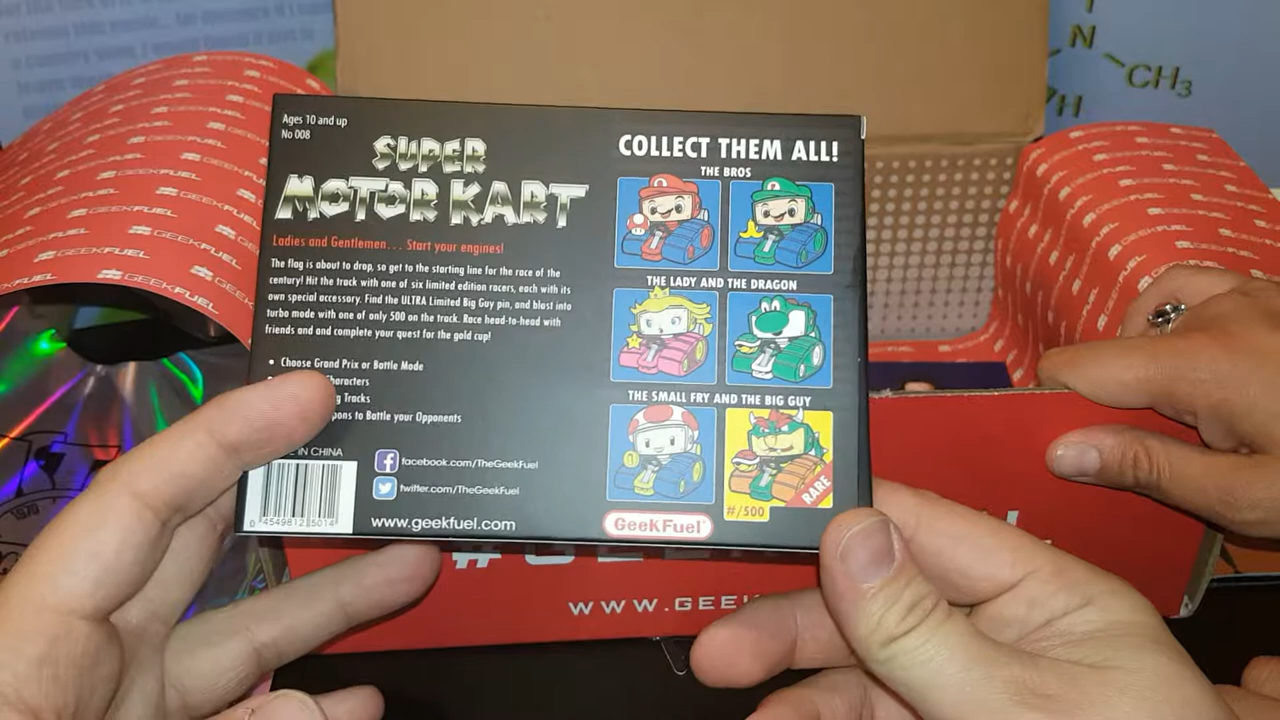 Ages 10 and up
No 008
SUPER
MOTOR KART
Ladies and Gentlemen... Start your engines!
The flag is about to drop, so get to the starting line for the race of the
century! Hit the track with one of six limited edition racers, each with its
own special accessory. Find the ULTRA Limited Big Guy pin, and blast into
turbo mode with one of only 500 on the track. Race head-to-head with
friends and and complete your quest for the gold cup!
• Choose Grand Prix or Battle Mode
Characters
Tracks
to Battle your Opponents
IN CHINA
facebook.com/TheGeekFuel
twitter.com/TheGeekFuel
www.geekfuel.com
0 4549812 5014
COLLECT THEM ALL!
THE BROS
THE LADY AND THE DRAGON
THE SMALL FRY AND THE BIG GUY
RARE
#/500
GeeKFuel
WWW.GEEK
GEEKFUEL
N
CH3
H
1970